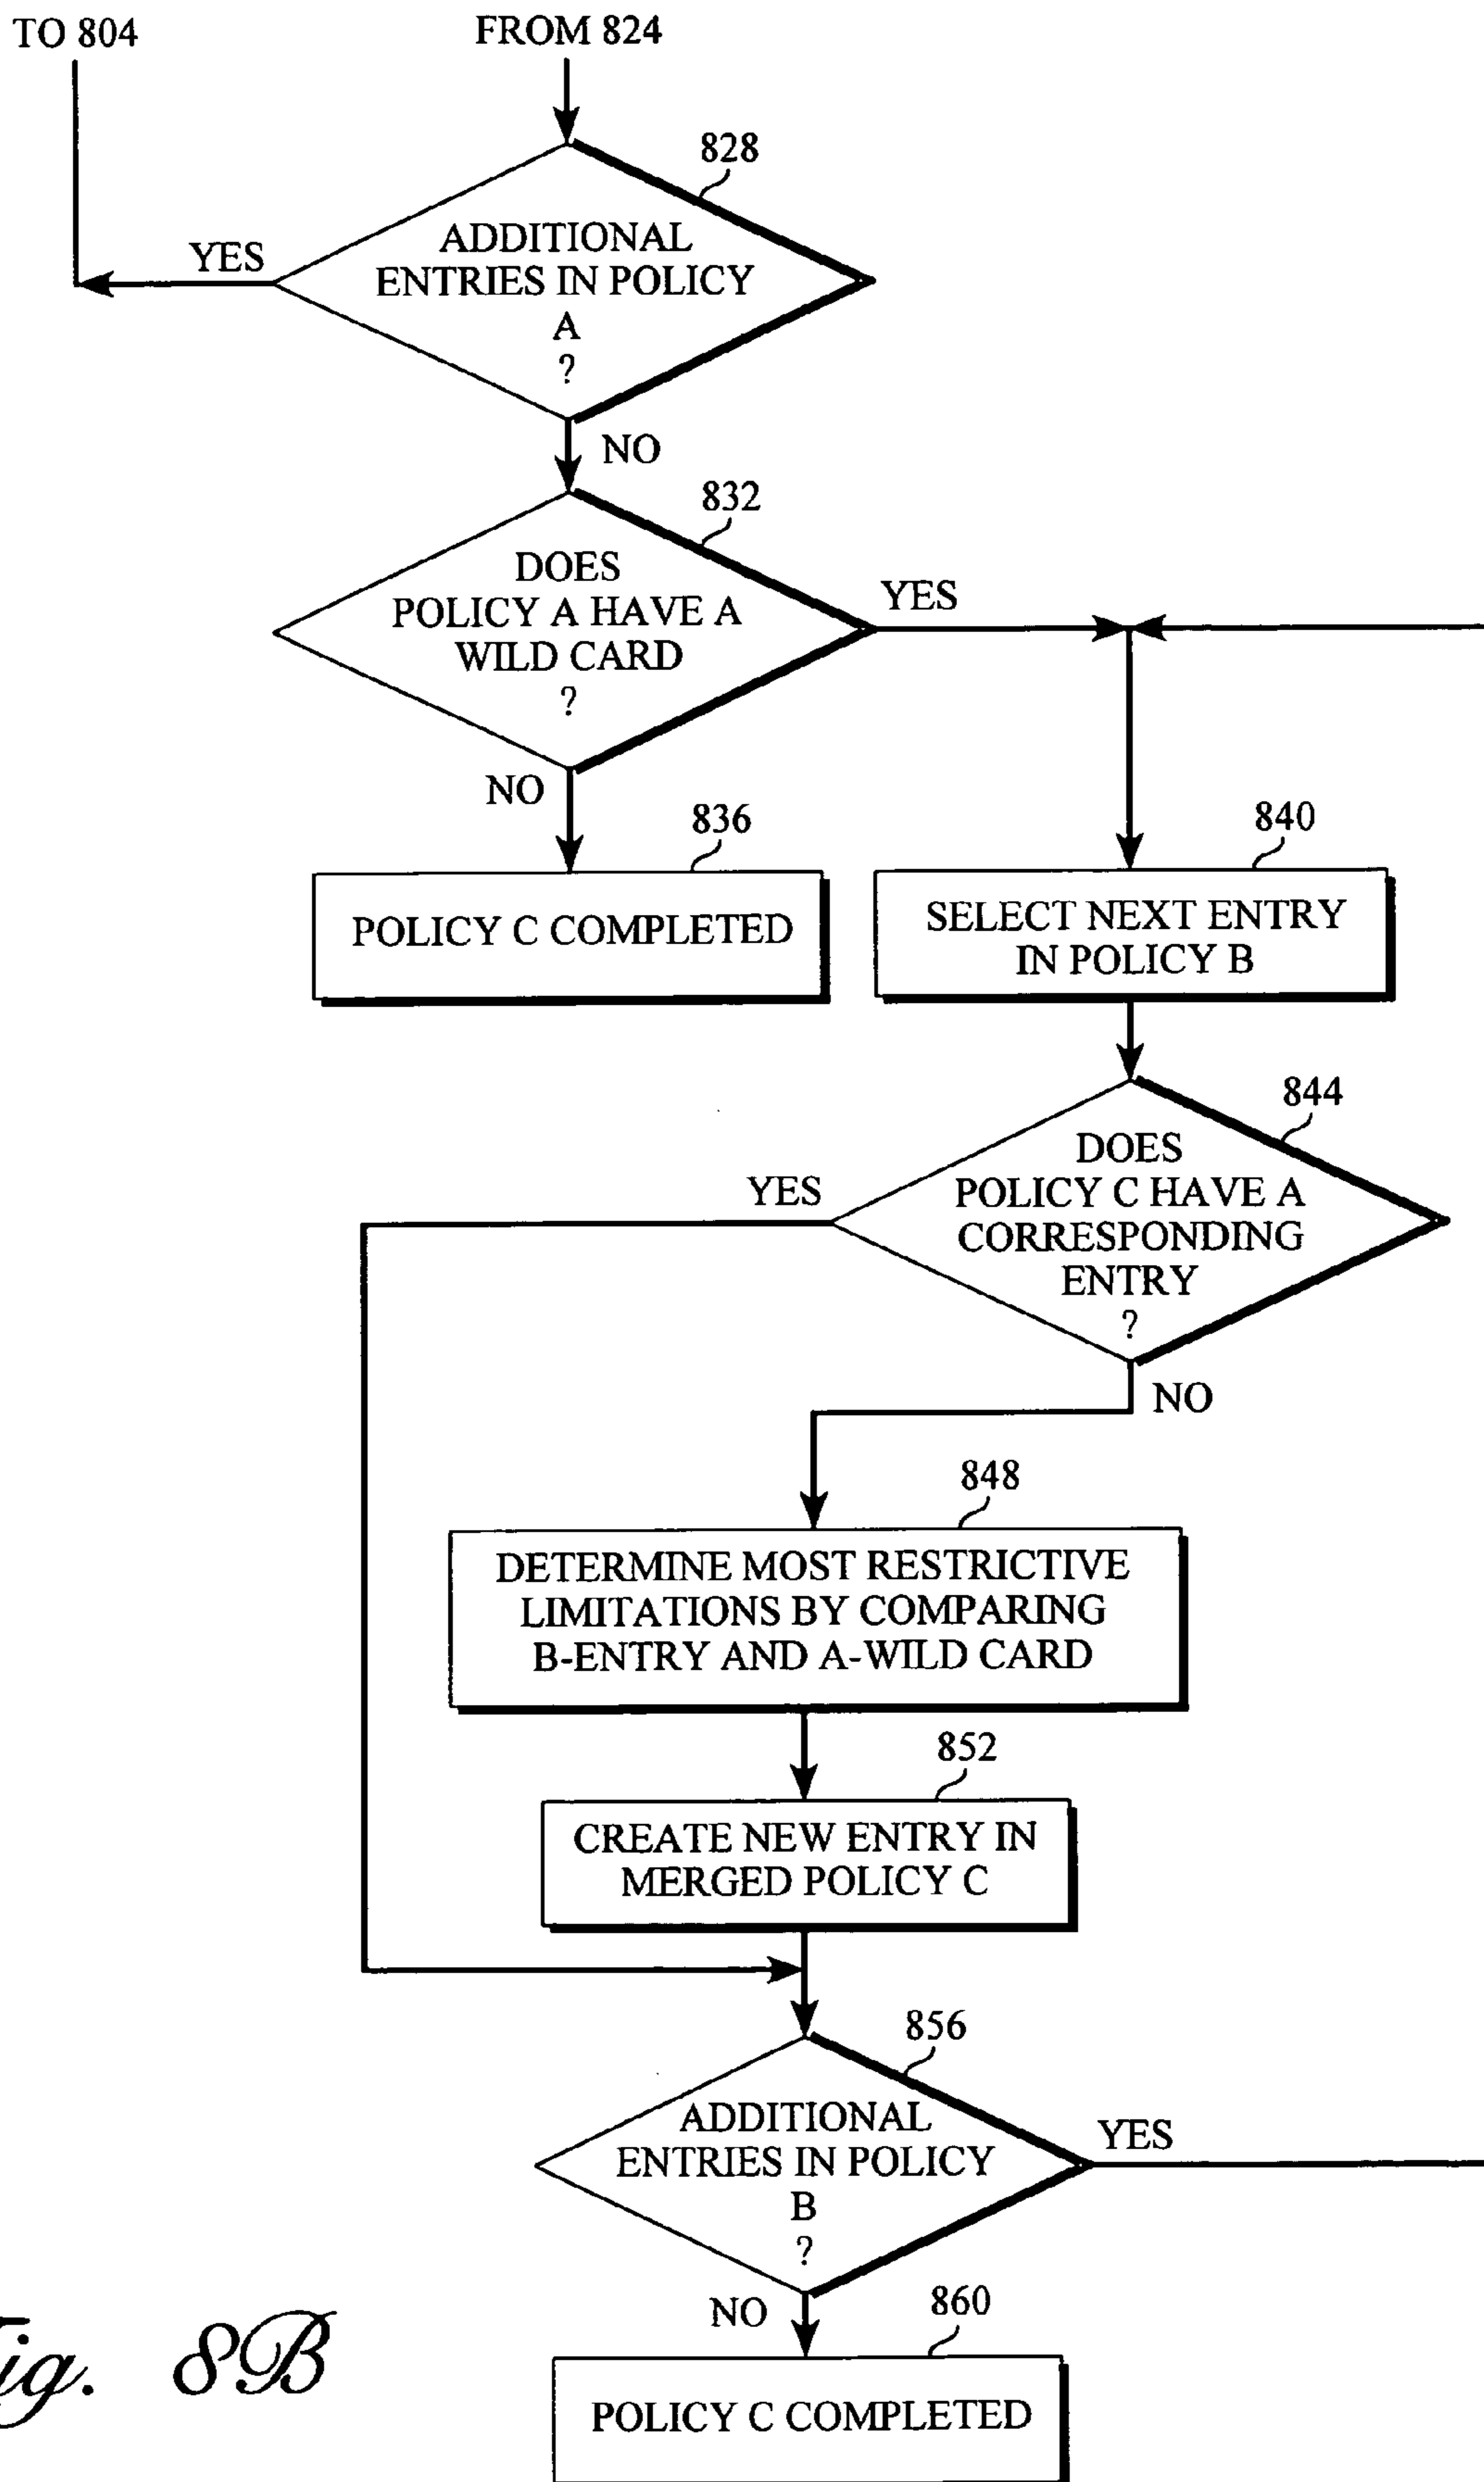 TO 804
FROM 824
828
ADDITIONAL
ENTRIES IN POLICY
A
?
YES
NO
832
DOES
POLICY A HAVE A
WILD CARD
?
YES
NO
836
POLICY C COMPLETED
840
SELECT NEXT ENTRY
IN POLICY B
844
DOES
POLICY C HAVE A
CORRESPONDING
ENTRY
?
YES
NO
848
DETERMINE MOST RESTRICTIVE
LIMITATIONS BY COMPARING
B-ENTRY AND A-WILD CARD
852
CREATE NEW ENTRY IN
MERGED POLICY C
856
ADDITIONAL
ENTRIES IN POLICY
B
?
YES
NO
860
POLICY C COMPLETED
ig. 8B